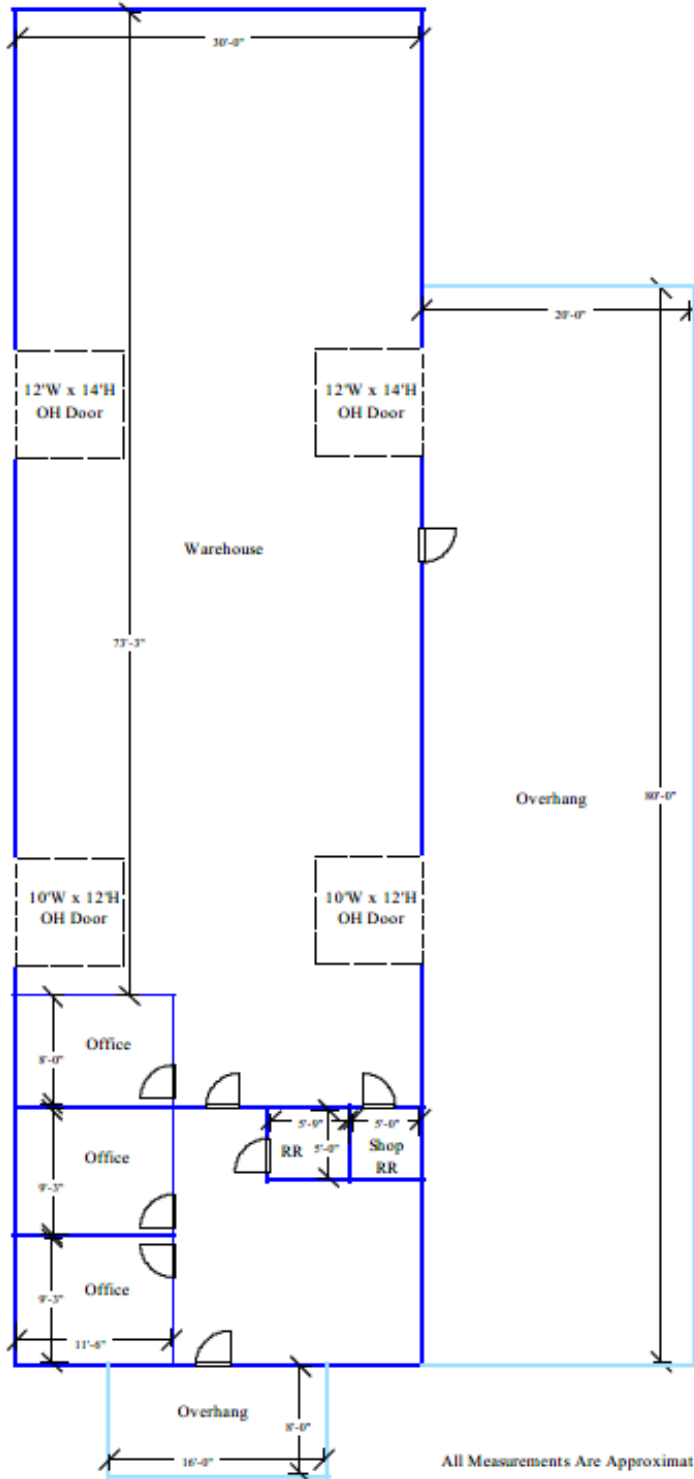 30'-0"
20'-0"
12'W x 14'H
OH Door
12'W x 14'H
OH Door
Warehouse
73'-3"
Overhang
80'-0"
10'W x 12'H
OH Door
10'W x 12'H
OH Door
Office
8'-0"
5'-9"
5'-0"
RR
5'-0"
Shop
RR
Office
9'-3"
Office
9'-3"
11'-6"
Overhang
8'-0"
16'-0"
All Measurements Are Approximat